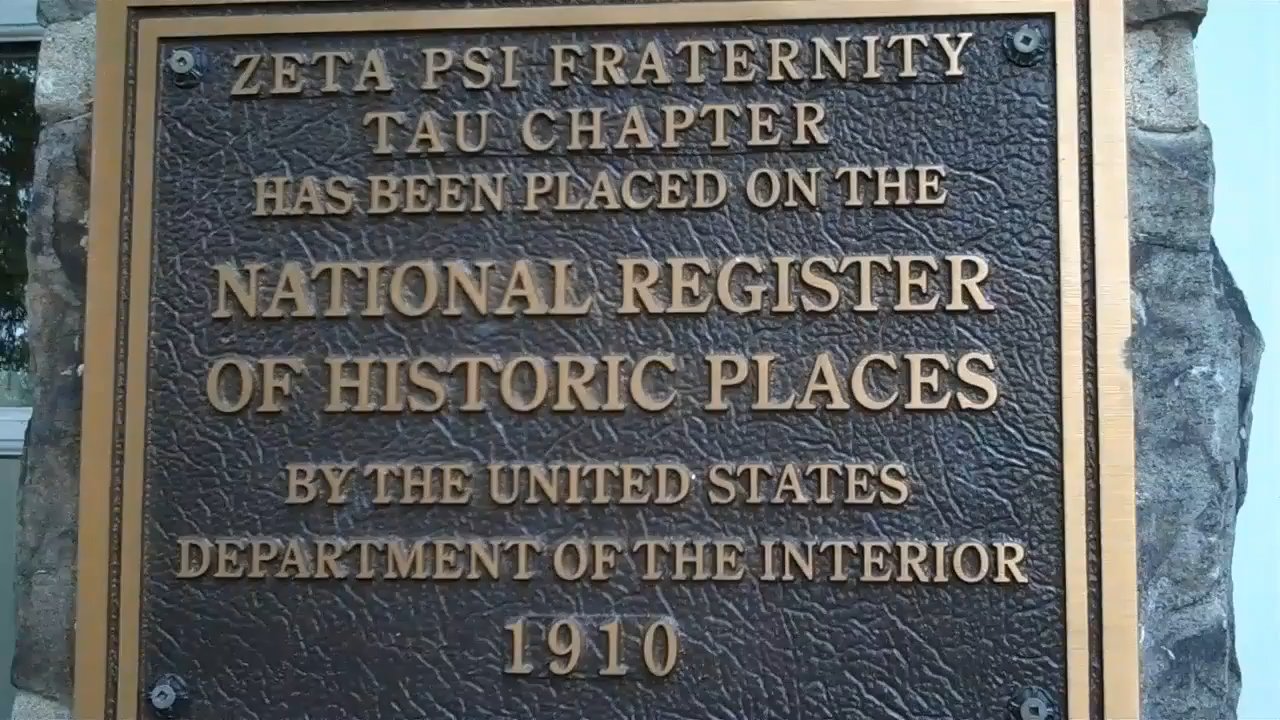 ZETA PSI FRATERNITY
TAU CHAPTER
HAS BEEN PLACED ON THE
NATIONAL REGISTER
OF HISTORIC PLACES
BY THE UNITED STATES
DEPARTMENT OF THE INTERIOR
1910